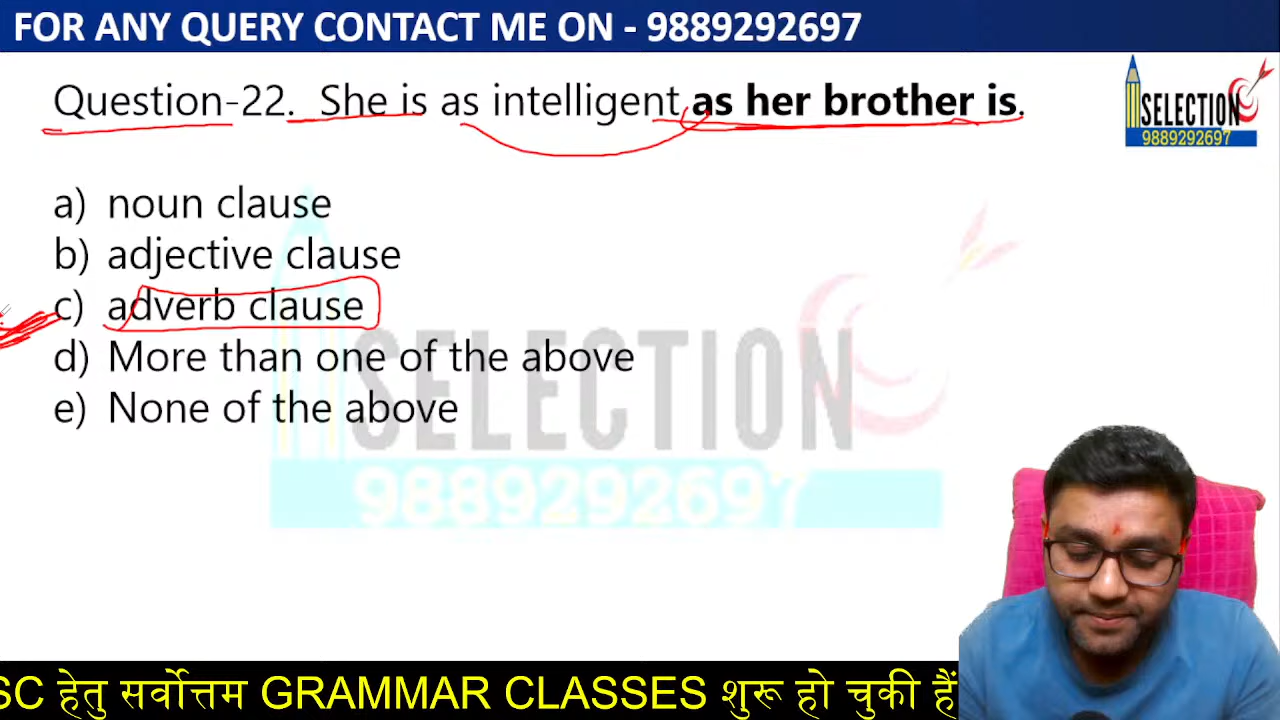 FOR ANY QUERY CONTACT ME ON - 9889292697
Question-22. She is as intelligent as her brother is.
SELECTION
9889292697
a) noun clause
b) adjective clause
c) adverb clause
d) More than one of the above
e) None of the above
SELECTION
9889292697
SC हेतु सर्वोत्तम GRAMMAR CLASSES शुरू हो चुकी हैं